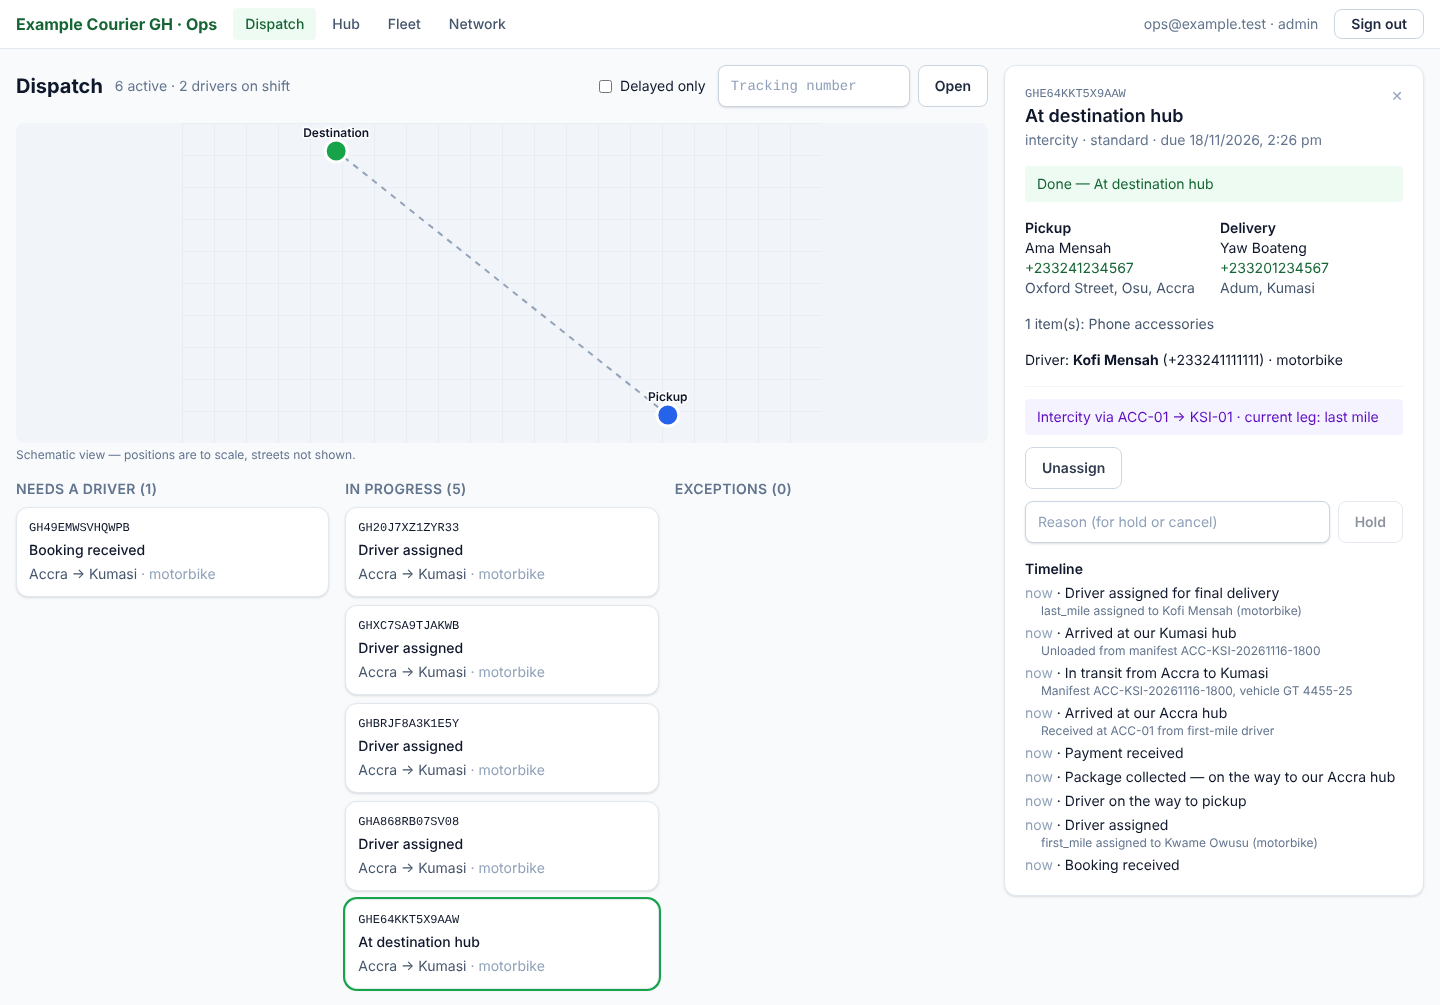 Example Courier GH · Ops
Dispatch
Hub
Fleet
Network
ops@example.test · admin
Sign out
Dispatch
6 active · 2 drivers on shift
Delayed only
Tracking number
Open
Destination
Pickup
Schematic view — positions are to scale, streets not shown.
NEEDS A DRIVER (1)
GH49EMWSVHQWPB
Booking received
Accra → Kumasi · motorbike
IN PROGRESS (5)
GH20J7XZ1ZYR33
Driver assigned
Accra → Kumasi · motorbike
GHXC7SA9TJAKWB
Driver assigned
Accra → Kumasi · motorbike
GHBRJF8A3K1E5Y
Driver assigned
Accra → Kumasi · motorbike
GHA868RB07SV08
Driver assigned
Accra → Kumasi · motorbike
GHE64KKT5X9AAW
At destination hub
Accra → Kumasi · motorbike
EXCEPTIONS (0)
GHE64KKT5X9AAW
×
At destination hub
intercity · standard · due 18/11/2026, 2:26 pm
Done — At destination hub
Pickup
Ama Mensah
+233241234567
Oxford Street, Osu, Accra
Delivery
Yaw Boateng
+233201234567
Adum, Kumasi
1 item(s): Phone accessories
Driver: Kofi Mensah (+233241111111) · motorbike
Intercity via ACC-01 → KSI-01 · current leg: last mile
Unassign
Reason (for hold or cancel)
Hold
Timeline
now · Driver assigned for final delivery
last_mile assigned to Kofi Mensah (motorbike)
now · Arrived at our Kumasi hub
Unloaded from manifest ACC-KSI-20261116-1800
now · In transit from Accra to Kumasi
Manifest ACC-KSI-20261116-1800, vehicle GT 4455-25
now · Arrived at our Accra hub
Received at ACC-01 from first-mile driver
now · Payment received
now · Package collected — on the way to our Accra hub
now · Driver on the way to pickup
now · Driver assigned
first_mile assigned to Kwame Owusu (motorbike)
now · Booking received